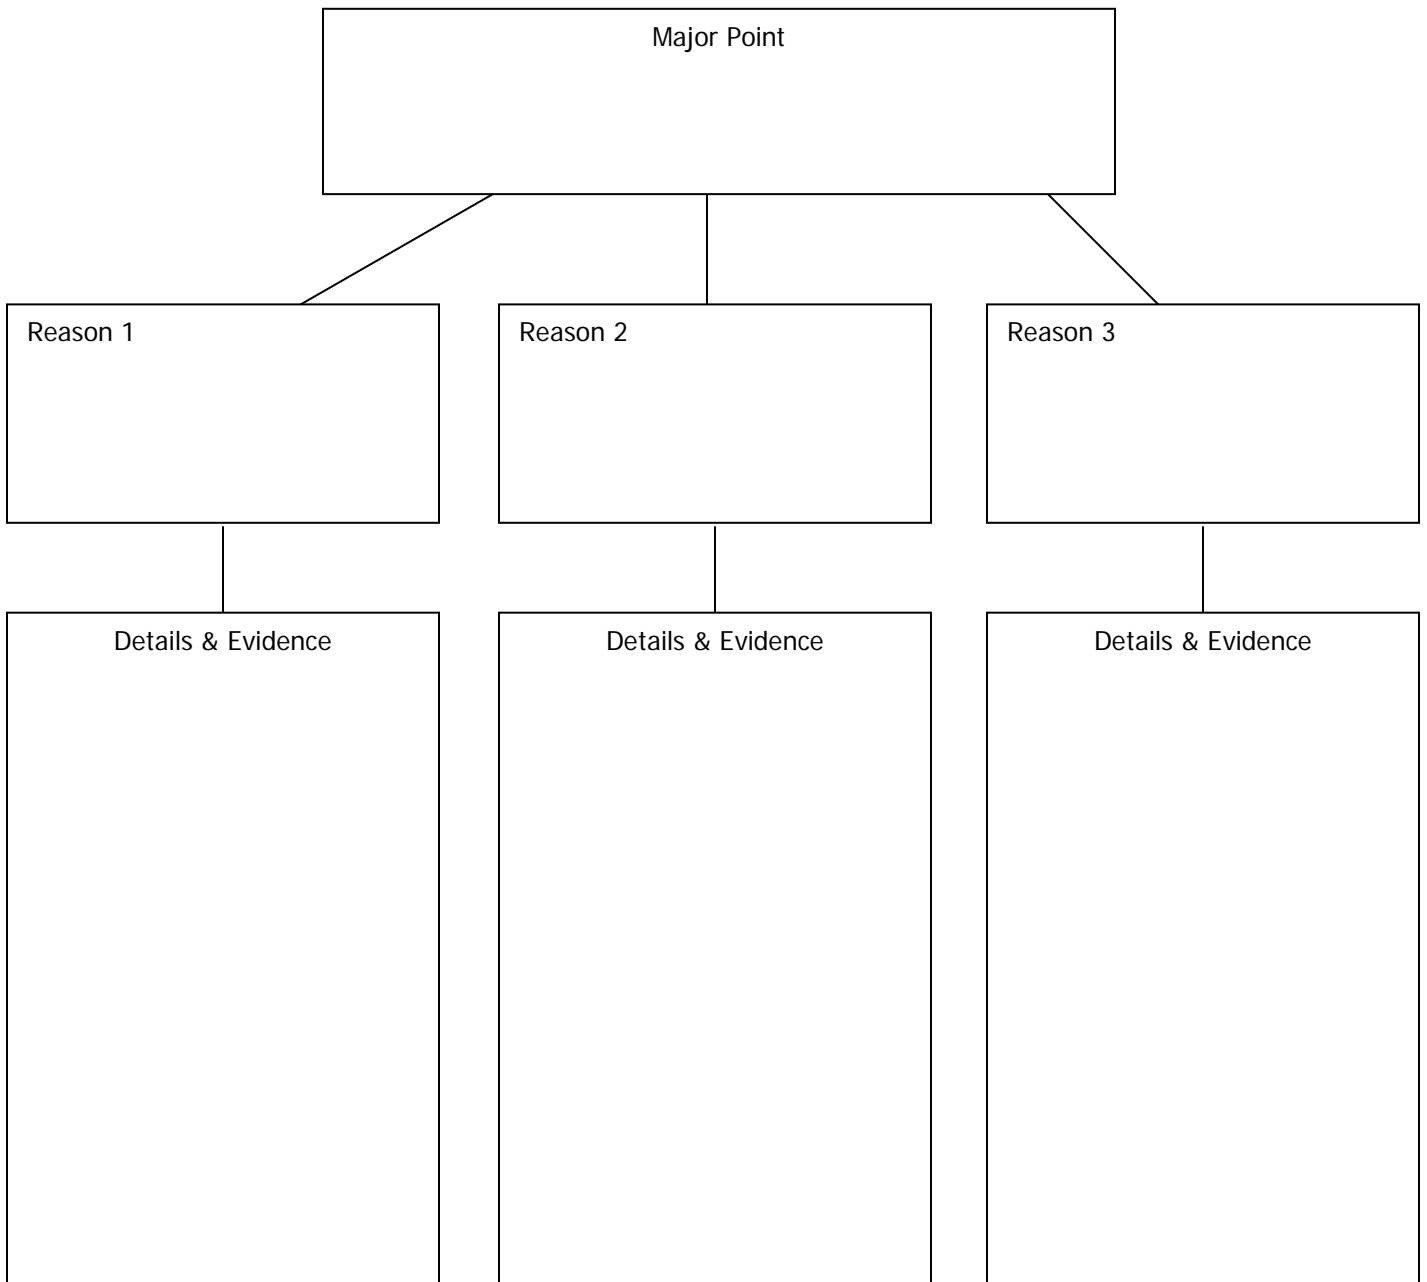 Major Point
Reason 1
Reason 2
Reason 3
Details & Evidence
Details & Evidence
Details & Evidence